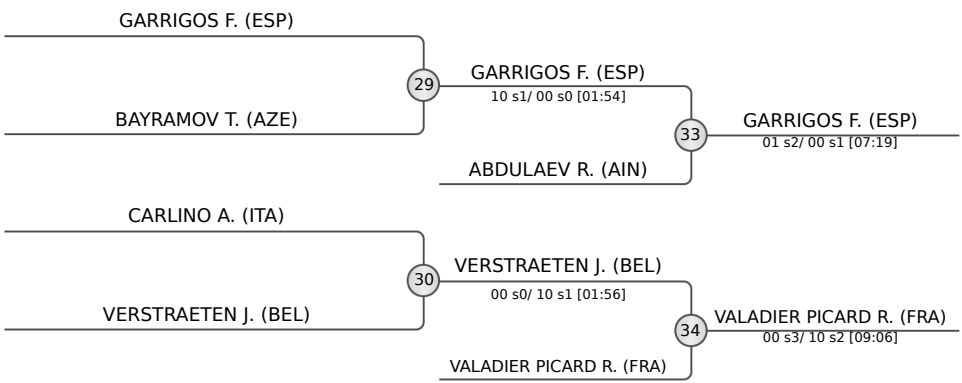 GARRIGOS F. (ESP)
29
BAYRAMOV T. (AZE)
GARRIGOS F. (ESP)
10 s1/ 00 s0 [01:54]
33
ABDULAEV R. (AIN)
GARRIGOS F. (ESP)
01 s2/ 00 s1 [07:19]
CARLINO A. (ITA)
30
VERSTRAETEN J. (BEL)
VERSTRAETEN J. (BEL)
00 s0/ 10 s1 [01:56]
34
VALADIER PICARD R. (FRA)
VALADIER PICARD R. (FRA)
00 s3/ 10 s2 [09:06]